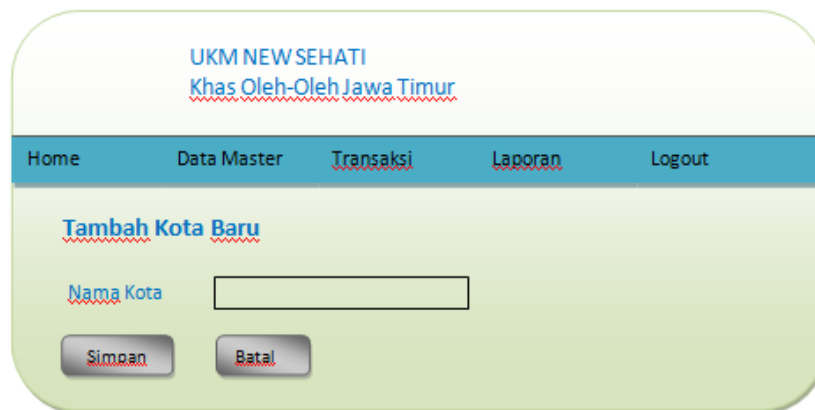 UKM NEW SEHATI
Khas Oleh-Oleh Jawa Timur
Home Data Master Transaksi Laporan Logout
Tambah Kota Baru
Nama Kota
Simpan Batal